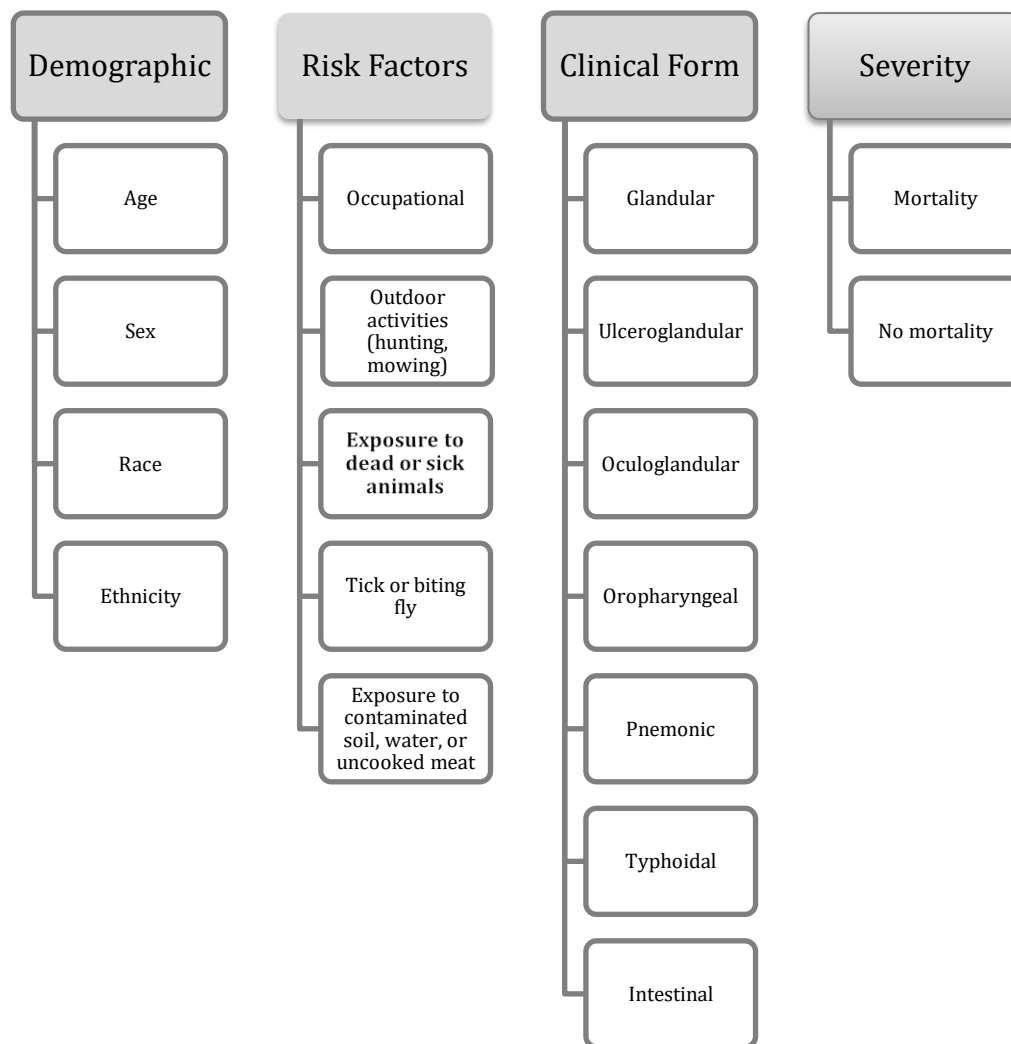 Demographic
Age
Sex
Race
Ethnicity
Risk Factors
Occupational
Outdoor
activities
(hunting,
mowing)
Exposure to
dead or sick
animals
Tick or biting
fly
Exposure to
contaminated
soil, water, or
uncooked meat
Clinical Form
Glandular
Ulceroglandular
Oculoglandular
Oropharyngeal
Pnemonic
Typhoidal
Intestinal
Severity
Mortality
No mortality